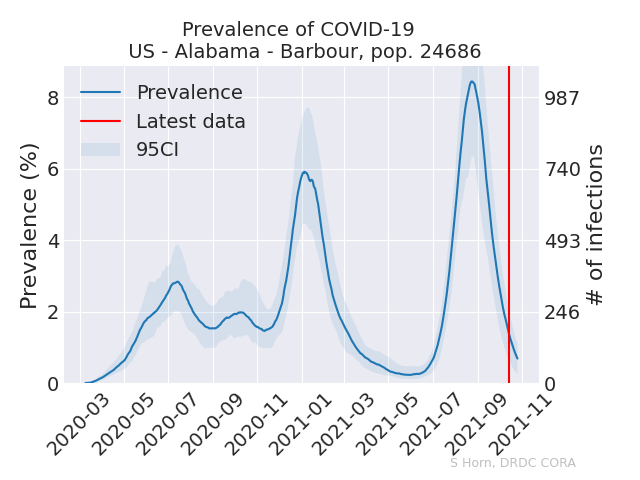 Prevalence of COVID-19
US - Alabama - Barbour, pop. 24686
Prevalence
Latest data
95CI
Prevalence (%)
8
6
4
2
0
987
740
493
246
0
# of infections
2020-03
2020-05
2020-07
2020-09
2020-11
2021-01
2021-03
2021-05
2021-07
2021-09
2021-11
S Horn, DRDC CORA